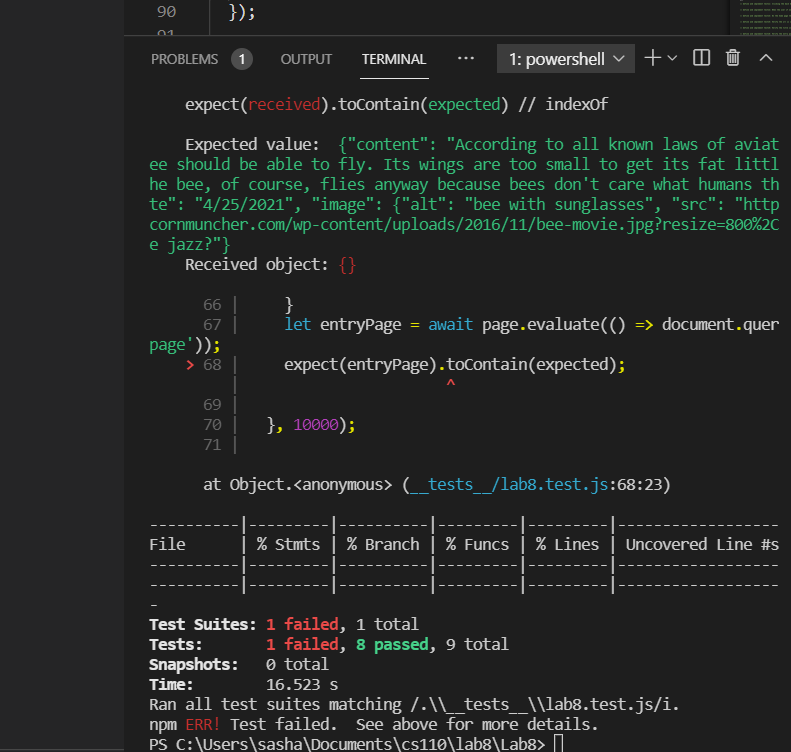 90 });
91
PROBLEMS 1 OUTPUT TERMINAL ··· 1: powershell
expect(received).toContain(expected) // indexOf
Expected value:  {"content": "According to all known laws of aviat
ee should be able to fly. Its wings are too small to get its fat littl
he bee, of course, flies anyway because bees don't care what humans th
te": "4/25/2021", "image": {"alt": "bee with sunglasses", "src": "http
cornmuncher.com/wp-content/uploads/2016/11/bee-movie.jpg?resize=800%2C
e jazz?"}
Received object: {}
66 |     }
67 |     let entryPage = await page.evaluate(() => document.quer
page'));
> 68 |     expect(entryPage).toContain(expected);
|                       ^
69 |
70 |   }, 10000);
71 |
at Object.<anonymous> (__tests__/lab8.test.js:68:23)
----------|---------|----------|---------|---------|------------------
File      | % Stmts | % Branch | % Funcs | % Lines | Uncovered Line #s
----------|---------|----------|---------|---------|------------------
----------|---------|----------|---------|---------|------------------
-
Test Suites: 1 failed, 1 total
Tests:       1 failed, 8 passed, 9 total
Snapshots:   0 total
Time:        16.523 s
Ran all test suites matching /.\\__tests__\\lab8.test.js/i.
npm ERR! Test failed.  See above for more details.
PS C:\Users\sasha\Documents\cs110\lab8\Lab8>